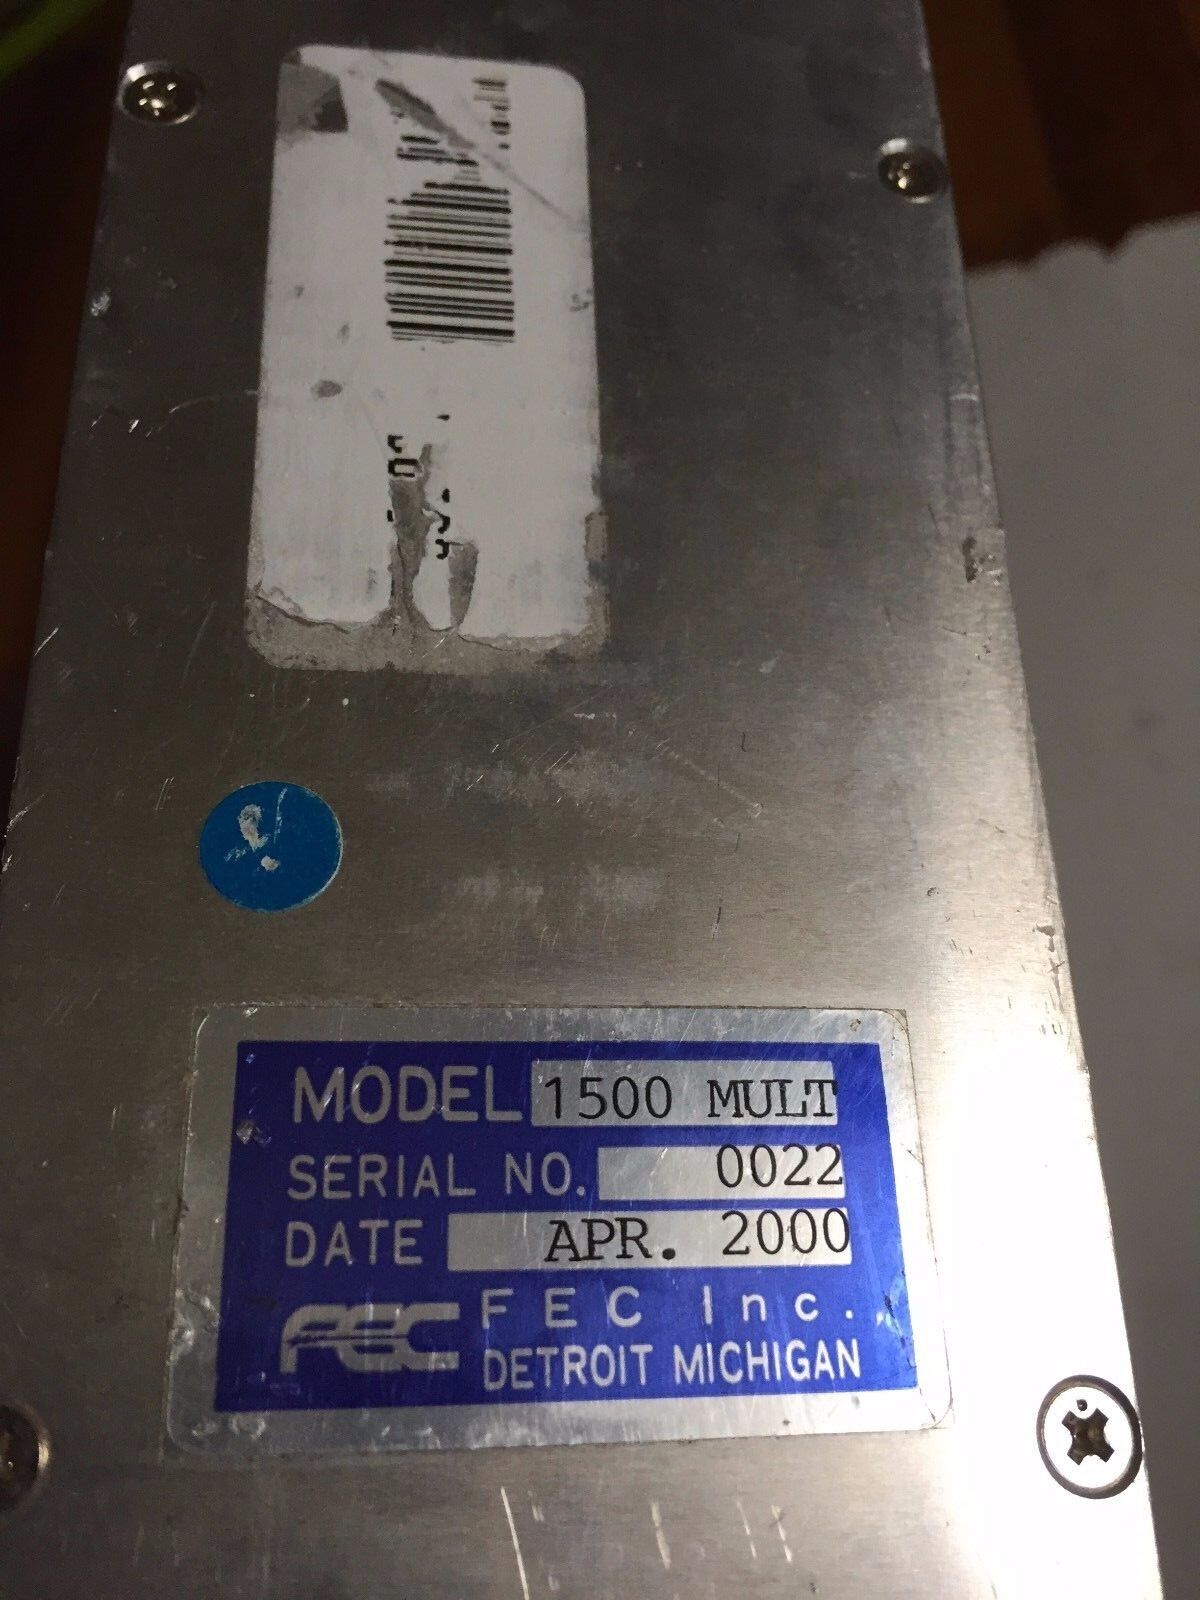 MODEL 1500 MULT
SERIAL NO. 0022
DATE APR. 2000
FEC FEC Inc.
DETROIT MICHIGAN